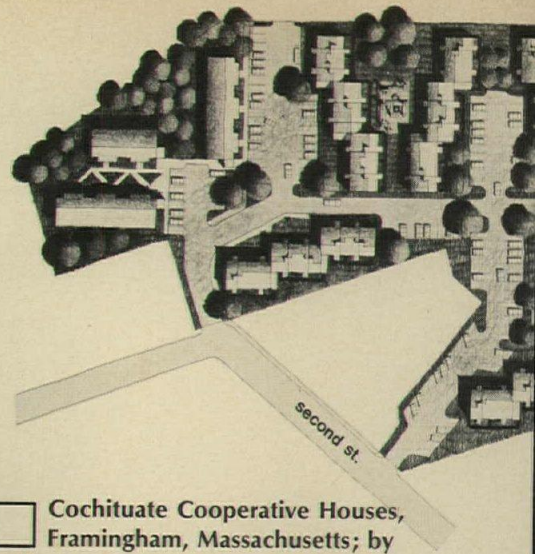 second st.
Cochituate Cooperative Houses,
Framingham, Massachusetts; by